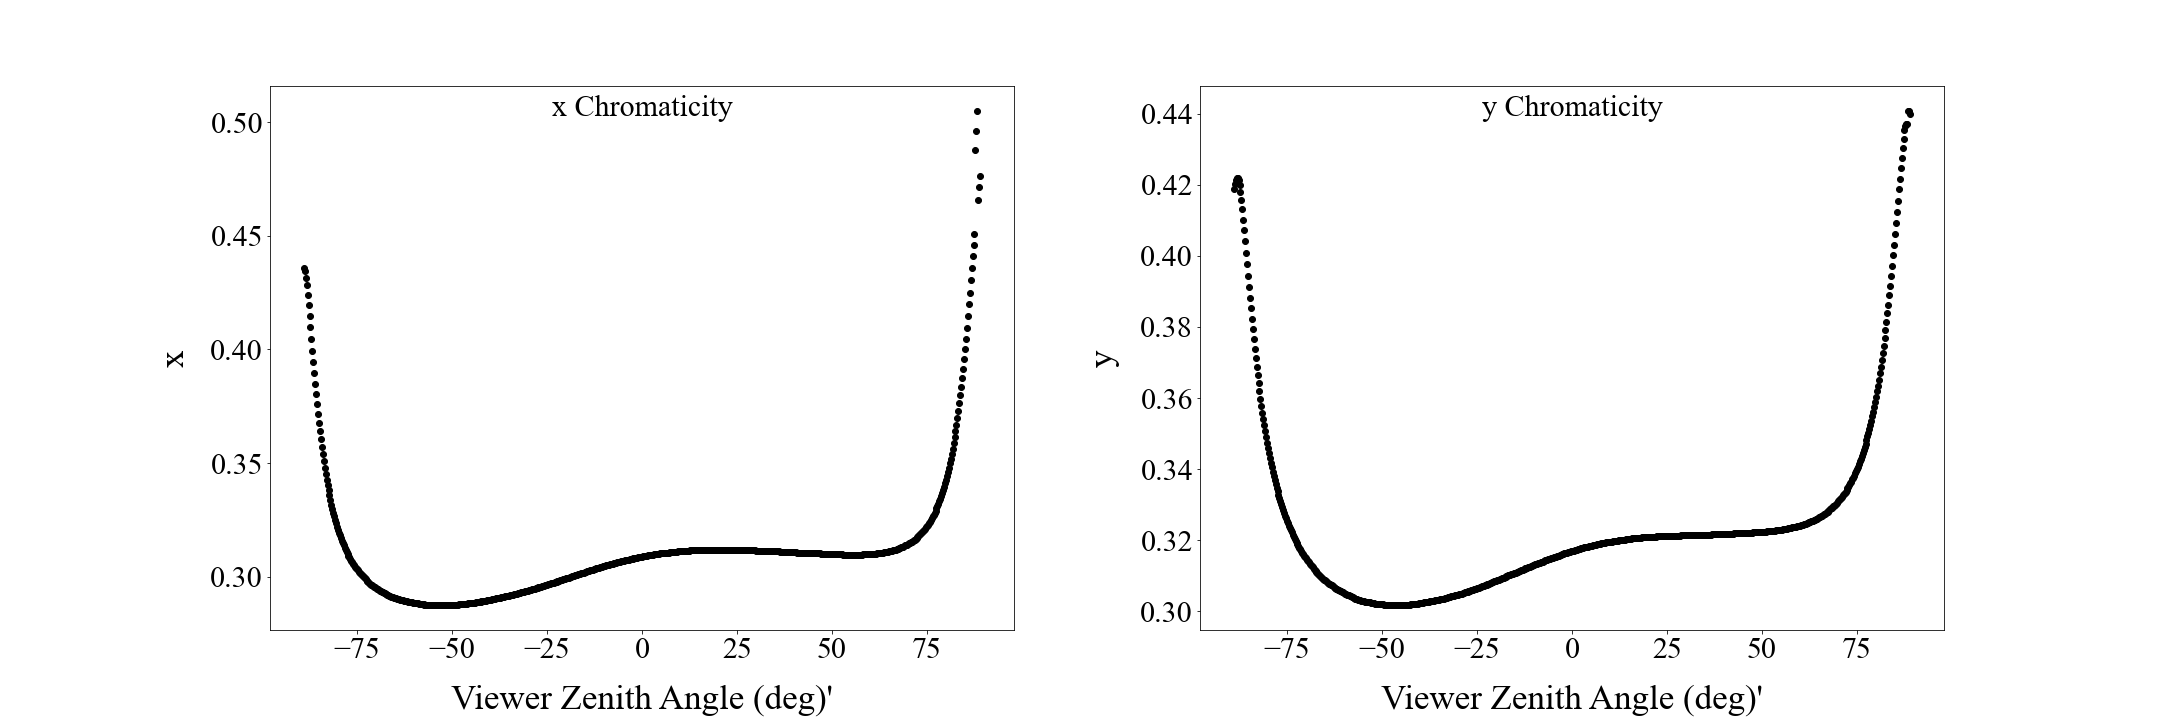 x Chromaticity
x
0.50
0.45
0.40
0.35
0.30
−75 −50 −25 0 25 50 75
Viewer Zenith Angle (deg)'
y Chromaticity
y
0.44
0.42
0.40
0.38
0.36
0.34
0.32
0.30
−75 −50 −25 0 25 50 75
Viewer Zenith Angle (deg)'